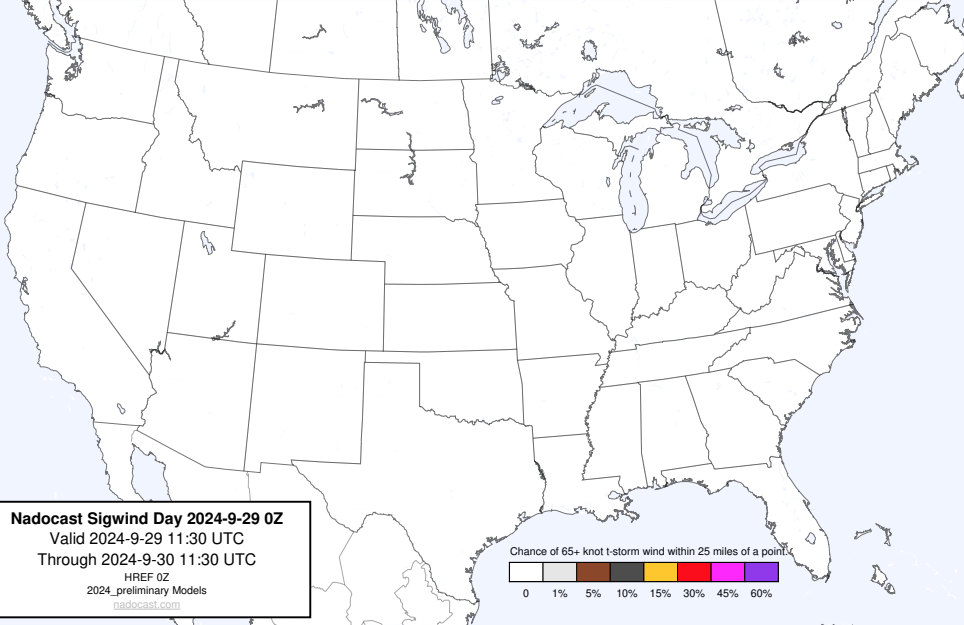 Nadocast Sigwind Day 2024-9-29 0Z
Valid 2024-9-29 11:30 UTC
Through 2024-9-30 11:30 UTC
HREF 0Z
2024_preliminary Models
nadocast.com
Chance of 65+ knot t-storm wind within 25 miles of a point.
0 1% 5% 10% 15% 30% 45% 60%